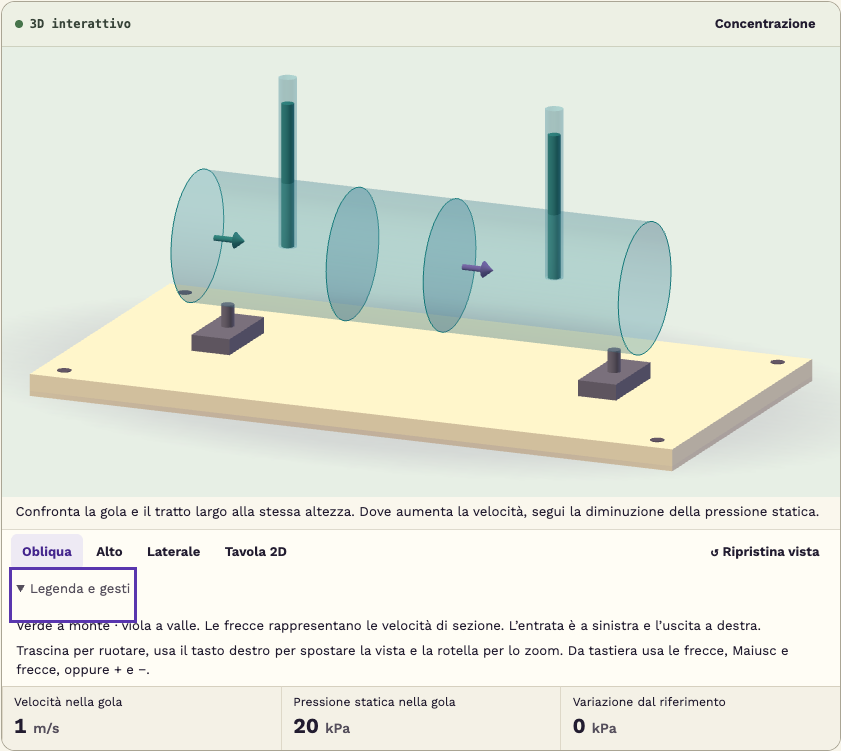 3D interattivo
Concentrazione
Confronta la gola e il tratto largo alla stessa altezza. Dove aumenta la velocità, segui la diminuzione della pressione statica.
Obliqua Alto Laterale Tavola 2D ↺ Ripristina vista
▼ Legenda e gesti
Verde a monte · viola a valle. Le frecce rappresentano le velocità di sezione. L’entrata è a sinistra e l’uscita a destra.
Trascina per ruotare, usa il tasto destro per spostare la vista e la rotella per lo zoom. Da tastiera usa le frecce, Maiusc e
frecce, oppure + e −.
Velocità nella gola
1 m/s
Pressione statica nella gola
20 kPa
Variazione dal riferimento
0 kPa